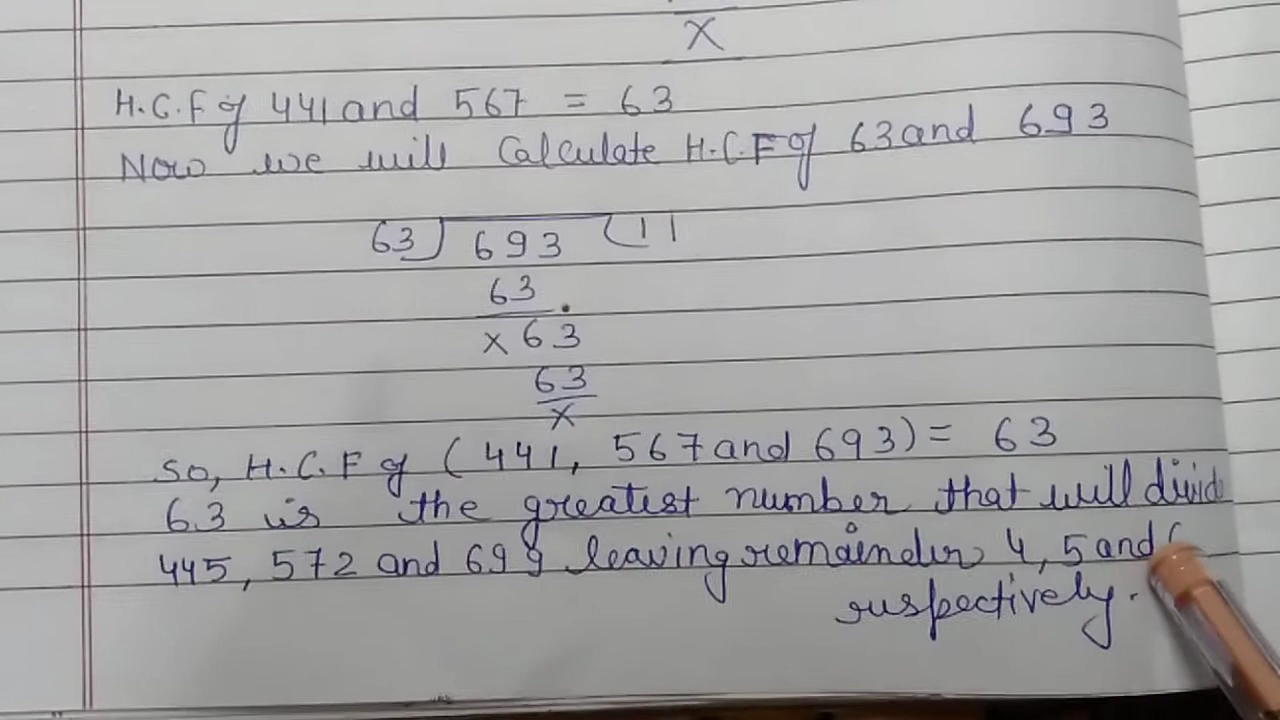 X
H.C.F of 441 and 567 = 63
Now we will Calculate H.C.F of 63 and 693
63) 693 (11
63
x 63
63
x
So, H.C.F of (441, 567 and 693) = 63
63 is the greatest number that will divide
445, 572 and 699 leaving remainder 4, 5 and 6
respectively.